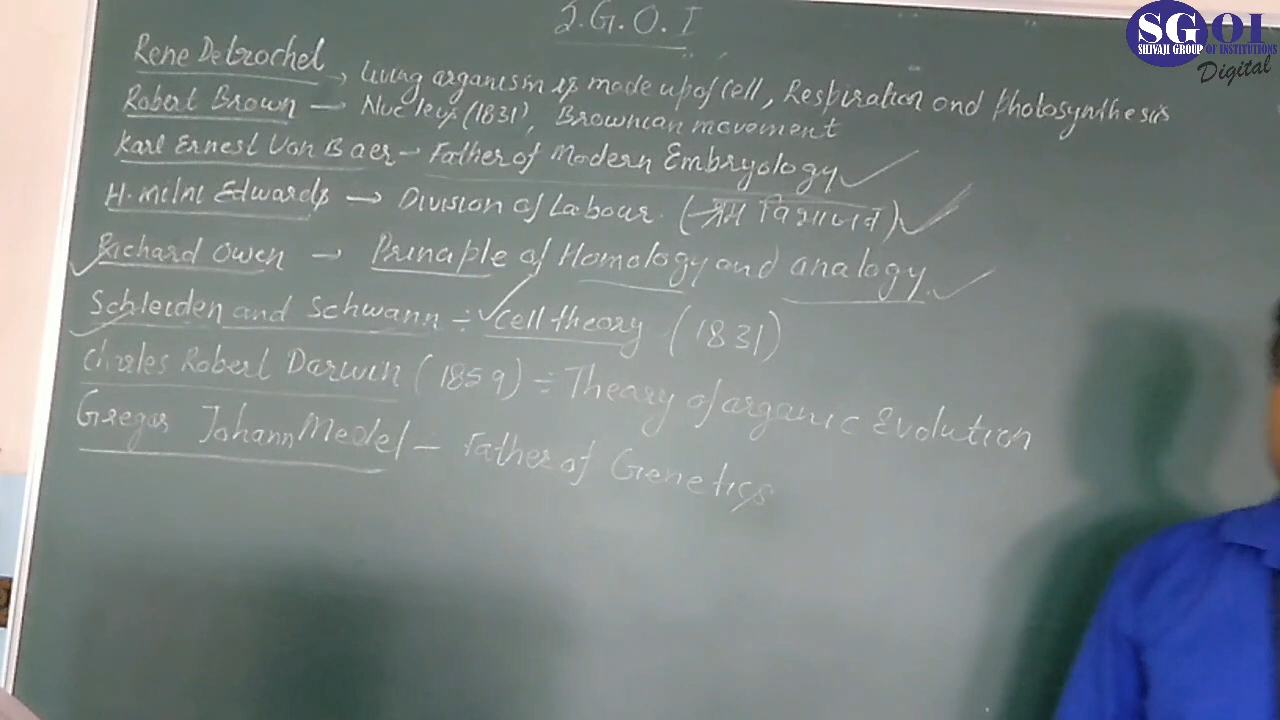 S.G.O.I
SGOI
SHIVAJI GROUP OF INSTITUTIONS
Digital
Rene Detrochet
→ Living organism is made up of cell, Respiration and Photosynthesis
Robert Brown → Nucleus (1831), Brownian movement
Karl Ernest Von Baer - Father of Modern Embryology ✓
H. Milne Edwards → Division of Labour. (श्रम विभाजन) ✓
✓ Richard Owen → Principle of Homology and analogy. ✓
Schleiden and Schwann ÷ ✓ Cell theory (1831)
Charles Robert Darwin (1859) ÷ Theory of organic Evolution
Gregor Johann Medel - Father of Genetics